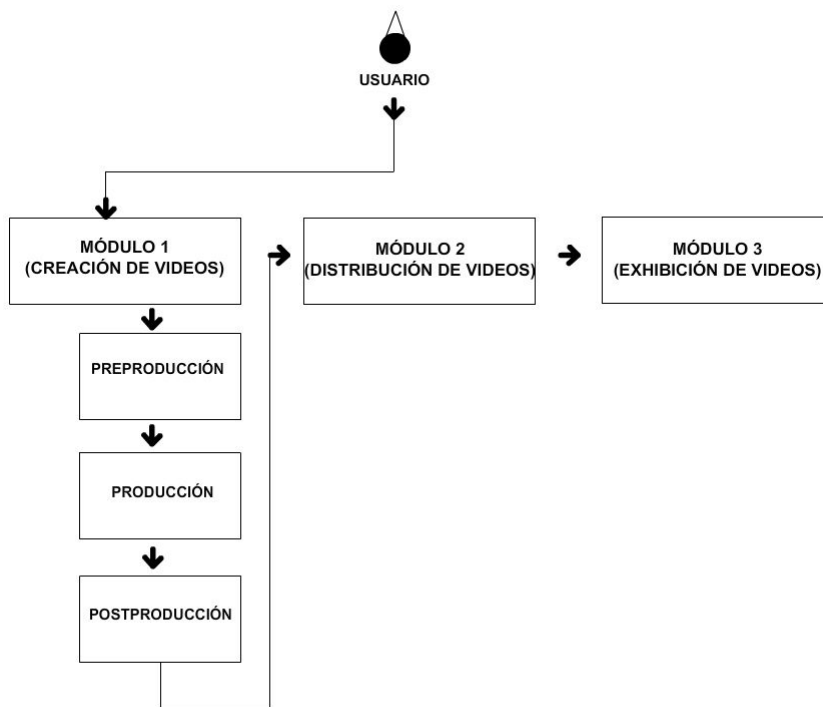 USUARIO
MÓDULO 1
(CREACIÓN DE VIDEOS)
MÓDULO 2
(DISTRIBUCIÓN DE VIDEOS)
MÓDULO 3
(EXHIBICIÓN DE VIDEOS)
PREPRODUCCIÓN
PRODUCCIÓN
POSTPRODUCCIÓN